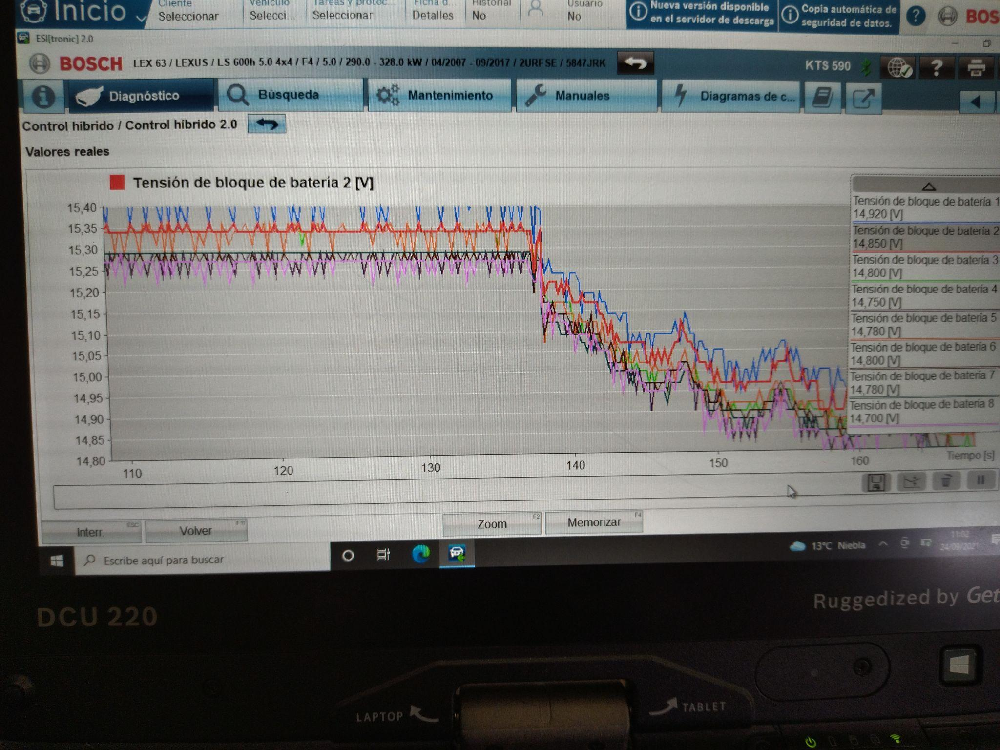 Inicio
Cliente
Seleccionar
Vehículo
Selecci...
Tareas y protoc...
Seleccionar
Ficha d...
Detalles
Historial
No
Usuario
No
Nueva versión disponible
en el servidor de descarga
Copia automática de
seguridad de datos.
?
BOS
ESI[tronic] 2.0
BOSCH
LEX 63 / LEXUS / LS 600h 5.0 4x4 / F4 / 5.0 / 290.0 - 328.0 kW / 04/2007 - 09/2017 / 2URFSE / 5847JRK
KTS 590
?
Diagnóstico
Búsqueda
Mantenimiento
Manuales
Diagramas de c...
Control híbrido / Control híbrido 2.0
Valores reales
Tensión de bloque de batería 2 [V]
15,40
15,35
15,30
15,25
15,20
15,15
15,10
15,05
15,00
14,95
14,90
14,85
14,80
110
120
130
140
150
160
Tiempo [s]
Tensión de bloque de batería 1
14,920 [V]
Tensión de bloque de batería 2
14,850 [V]
Tensión de bloque de batería 3
14,800 [V]
Tensión de bloque de batería 4
14,750 [V]
Tensión de bloque de batería 5
14,780 [V]
Tensión de bloque de batería 6
14,800 [V]
Tensión de bloque de batería 7
14,780 [V]
Tensión de bloque de batería 8
14,700 [V]
Interr. ESC
Volver F11
Zoom F2
Memorizar F4
Escribe aquí para buscar
13°C Niebla
11:02
24/09/2021
DCU 220
Ruggedized by Get
LAPTOP
TABLET